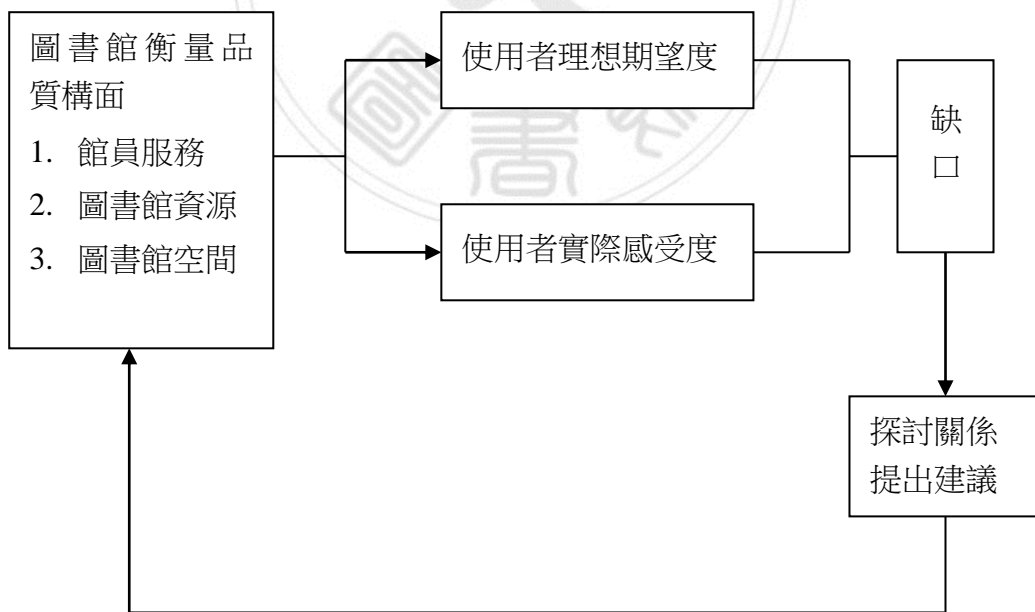 圖書館衡量品
質構面
1. 館員服務
2. 圖書館資源
3. 圖書館空間
使用者理想期望度
使用者實際感受度
缺
口
探討關係
提出建議